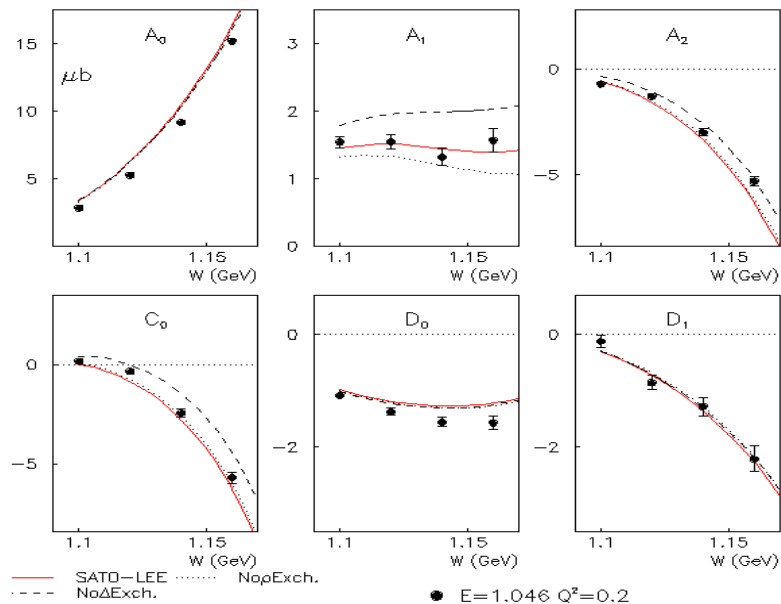 A₀
μb
15
10
5
0
1.1
1.15
W (GeV)
A₁
3
2
1
0
1.1
1.15
W (GeV)
A₂
0
−5
1.1
1.15
W (GeV)
C₀
0
−5
1.1
1.15
W (GeV)
D₀
0
−2
1.1
1.15
W (GeV)
D₁
0
−2
1.1
1.15
W (GeV)
SATO−LEE
NoρExch.
NoΔExch.
E=1.046 Q²=0.2